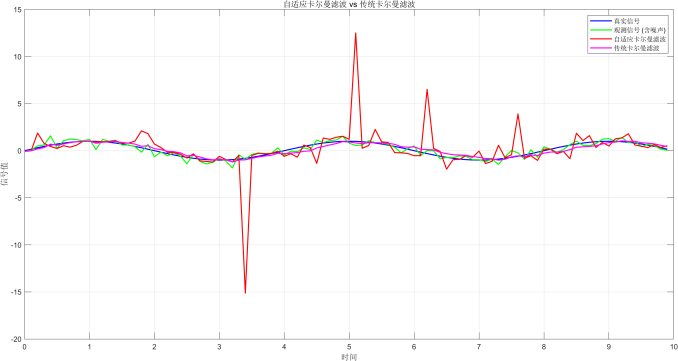 自适应卡尔曼滤波 vs 传统卡尔曼滤波
15
10
5
0
-5
-10
-15
-20
信号值
0 1 2 3 4 5 6 7 8 9 10
时间
真实信号
观测信号 (含噪声)
自适应卡尔曼滤波
传统卡尔曼滤波